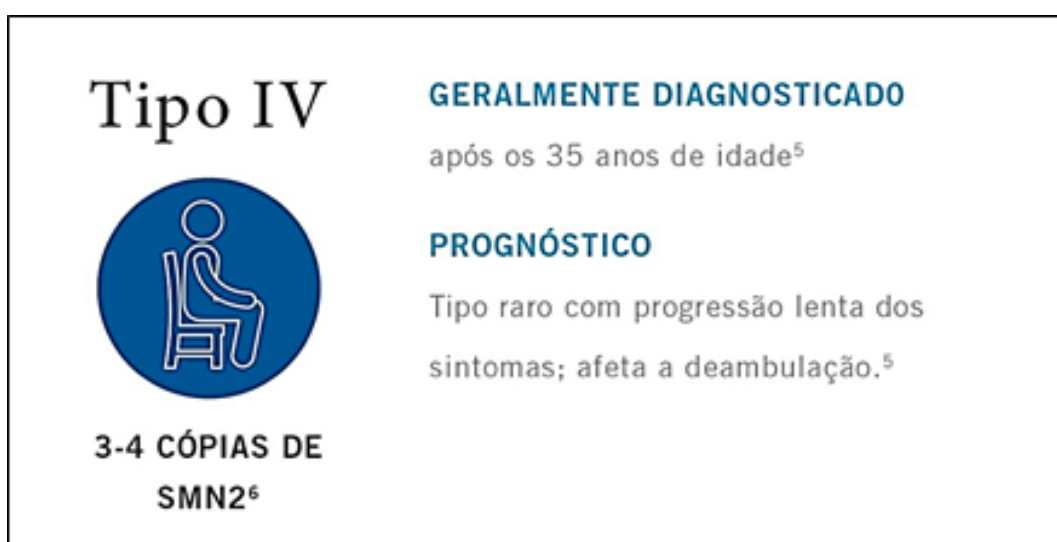 Tipo IV
3-4 CÓPIAS DE
SMN2⁶
GERALMENTE DIAGNOSTICADO
após os 35 anos de idade⁵
PROGNÓSTICO
Tipo raro com progressão lenta dos
sintomas; afeta a deambulação.⁵